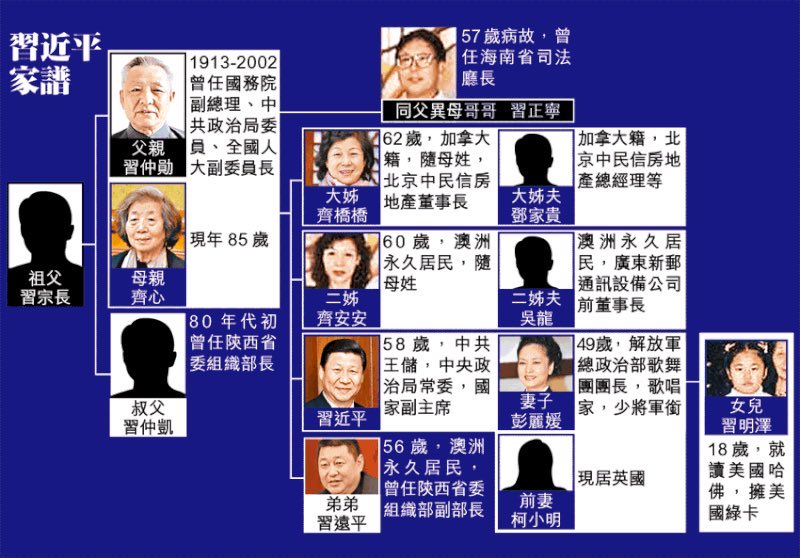 習近平
家譜
祖父
習宗長
父親
習仲勛
1913-2002
曾任國務院
副總理、中
共政治局委
員、全國人
大副委員長
母親
齊心
現年85歲
叔父
習仲凱
80年代初
曾任陝西省
委組織部長
同父異母哥哥 習正寧
57歲病故，曾
任海南省司法
廳長
大姊
齊橋橋
62歲，加拿大
籍，隨母姓，
北京中民信房
地產董事長
大姊夫
鄧家貴
加拿大籍，北
京中民信房地
產總經理等
二姊
齊安安
60歲，澳洲
永久居民，隨
母姓
二姊夫
吳龍
澳洲永久居
民，廣東新郵
通訊設備公司
前董事長
習近平
58歲，中共
王儲，中央政
治局常委，國
家副主席
妻子
彭麗媛
49歲，解放軍
總政治部歌舞
團團長，歌唱
家，少將軍銜
女兒
習明澤
18歲，就
讀美國哈
佛，擁美
國綠卡
弟弟
習遠平
56歲，澳洲
永久居民，
曾任陝西省委
組織部副部長
前妻
柯小明
現居英國